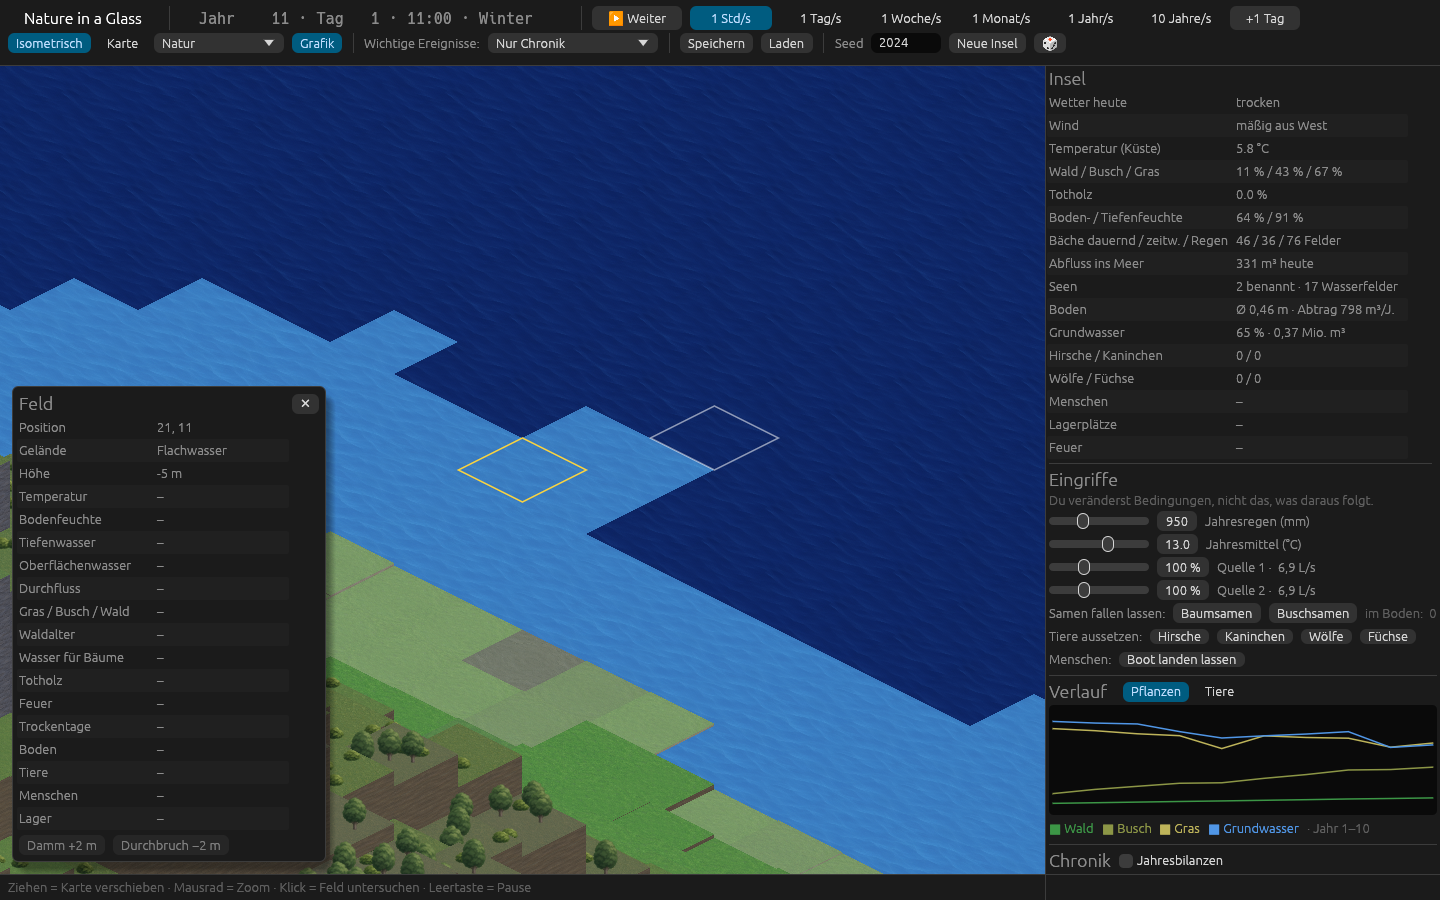 Nature in a Glass Jahr 11 · Tag 1 · 11:00 · Winter Weiter 1 Std/s 1 Tag/s 1 Woche/s 1 Monat/s 1 Jahr/s 10 Jahre/s +1 Tag
Isometrisch Karte Natur Grafik Wichtige Ereignisse: Nur Chronik Speichern Laden Seed 2024 Neue Insel
Insel
Wetter heute trocken
Wind mäßig aus West
Temperatur (Küste) 5.8 °C
Wald / Busch / Gras 11 % / 43 % / 67 %
Totholz 0.0 %
Boden- / Tiefenfeuchte 64 % / 91 %
Bäche dauernd / zeitw. / Regen 46 / 36 / 76 Felder
Abfluss ins Meer 331 m³ heute
Seen 2 benannt · 17 Wasserfelder
Boden Ø 0,46 m · Abtrag 798 m³/J.
Grundwasser 65 % · 0,37 Mio. m³
Hirsche / Kaninchen 0 / 0
Wölfe / Füchse 0 / 0
Menschen –
Lagerplätze –
Feuer –
Eingriffe
Du veränderst Bedingungen, nicht das, was daraus folgt.
950 Jahresregen (mm)
13.0 Jahresmittel (°C)
100 % Quelle 1 · 6,9 L/s
100 % Quelle 2 · 6,9 L/s
Samen fallen lassen: Baumsamen Buschsamen im Boden: 0
Tiere aussetzen: Hirsche Kaninchen Wölfe Füchse
Menschen: Boot landen lassen
Verlauf Pflanzen Tiere
Wald Busch Gras Grundwasser · Jahr 1–10
Chronik Jahresbilanzen
Feld ✕
Position 21, 11
Gelände Flachwasser
Höhe -5 m
Temperatur –
Bodenfeuchte –
Tiefenwasser –
Oberflächenwasser –
Durchfluss –
Gras / Busch / Wald –
Waldalter –
Wasser für Bäume –
Totholz –
Feuer –
Trockentage –
Boden –
Tiere –
Menschen –
Lager –
Damm +2 m Durchbruch −2 m
Ziehen = Karte verschieben · Mausrad = Zoom · Klick = Feld untersuchen · Leertaste = Pause